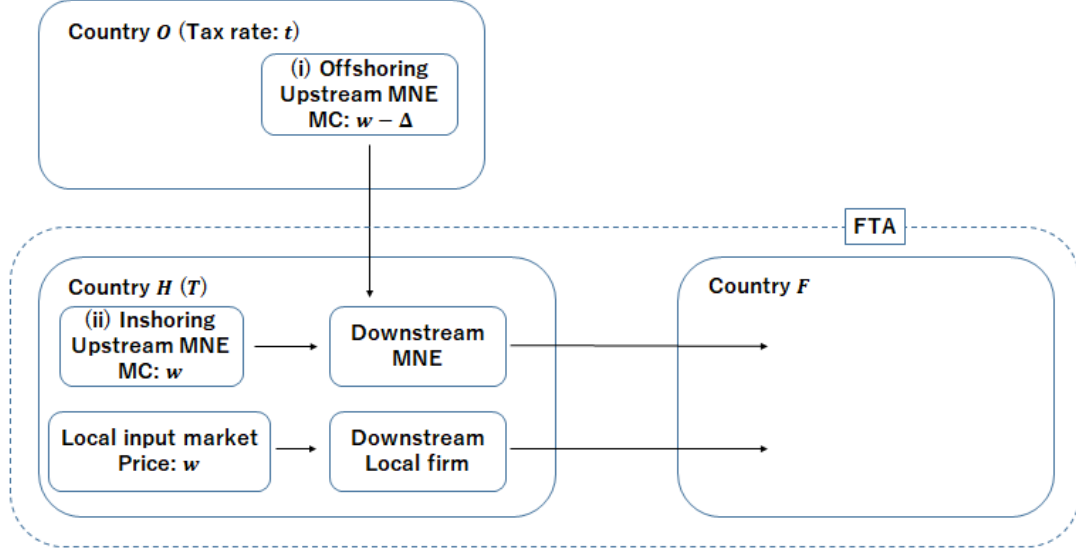 Country O (Tax rate: t)
(i) Offshoring
Upstream MNE
MC: w − Δ
FTA
Country H (T)
Country F
(ii) Inshoring
Upstream MNE
MC: w
Downstream
MNE
Local input market
Price: w
Downstream
Local firm